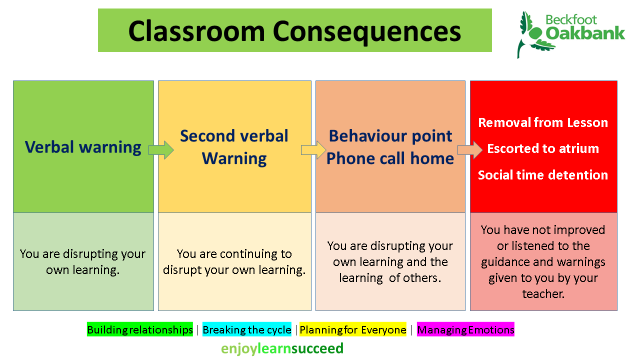 Classroom Consequences
Beckfoot
Oakbank
Verbal warning
Second verbal
Warning
Behaviour point
Phone call home
Removal from Lesson
Escorted to atrium
Social time detention
You are disrupting your
own learning.
You are continuing to
disrupt your own learning.
You are disrupting your
own learning and the
learning of others.
You have not improved
or listened to the
guidance and warnings
given to you by your
teacher.
Building relationships | Breaking the cycle | Planning for Everyone | Managing Emotions
enjoylearnsucceed